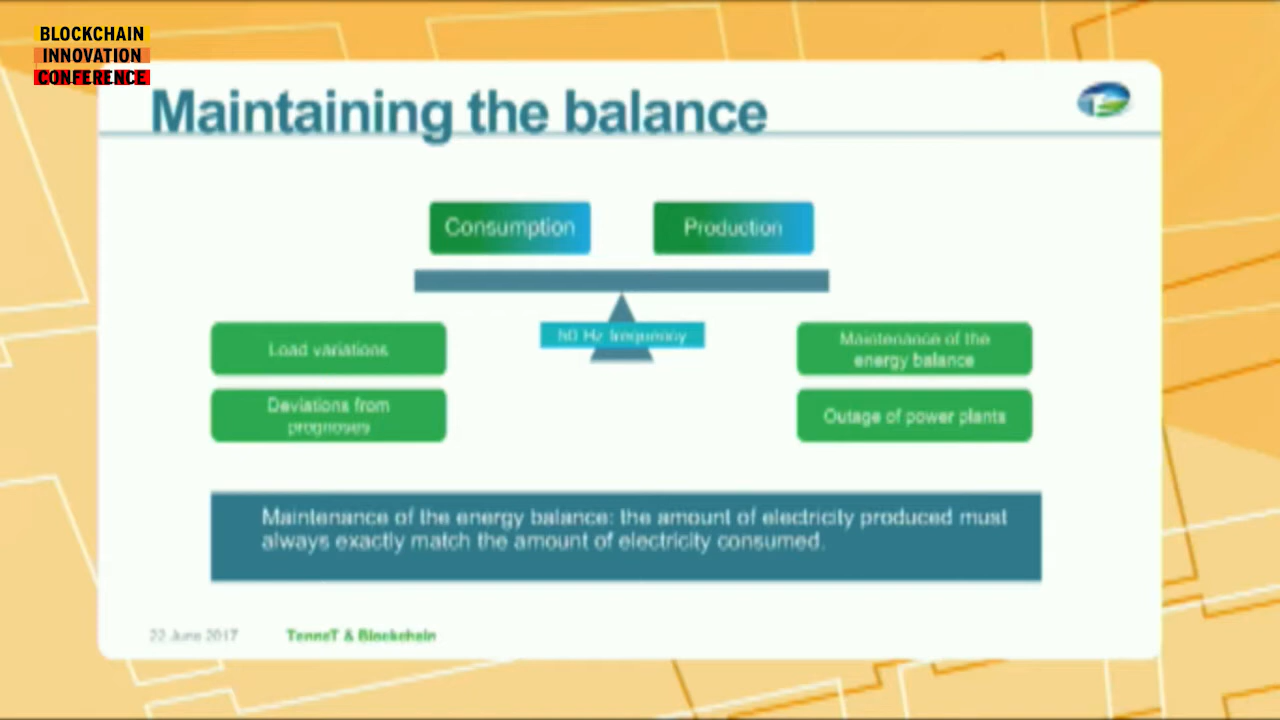 BLOCKCHAIN
INNOVATION
CONFERENCE
Maintaining the balance
Consumption
Production
50 Hz frequency
Load variations
Maintenance of the
energy balance
Deviations from
prognoses
Outage of power plants
Maintenance of the energy balance: the amount of electricity produced must
always exactly match the amount of electricity consumed.
22 June 2017
TenneT & Blockchain